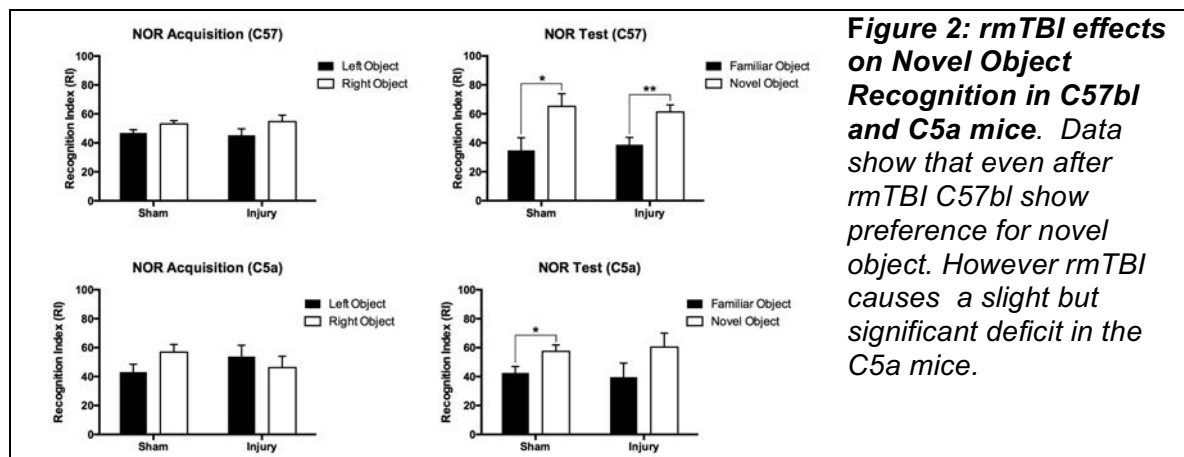 NOR Acquisition (C57)
100
80
60
40
20
0
Recognition Index (RI)
Left Object
Right Object
Sham
Injury
NOR Test (C57)
100
80
60
40
20
0
Recognition Index (RI)
Familiar Object
Novel Object
*
**
Sham
Injury
NOR Acquisition (C5a)
100
80
60
40
20
0
Recognition Index (RI)
Left Object
Right Object
Sham
Injury
NOR Test (C5a)
100
80
60
40
20
0
Recognition Index (RI)
Familiar Object
Novel Object
*
Sham
Injury
Figure 2: rmTBI effects
on Novel Object
Recognition in C57bl
and C5a mice. Data
show that even after
rmTBI C57bl show
preference for novel
object. However rmTBI
causes a slight but
significant deficit in the
C5a mice.